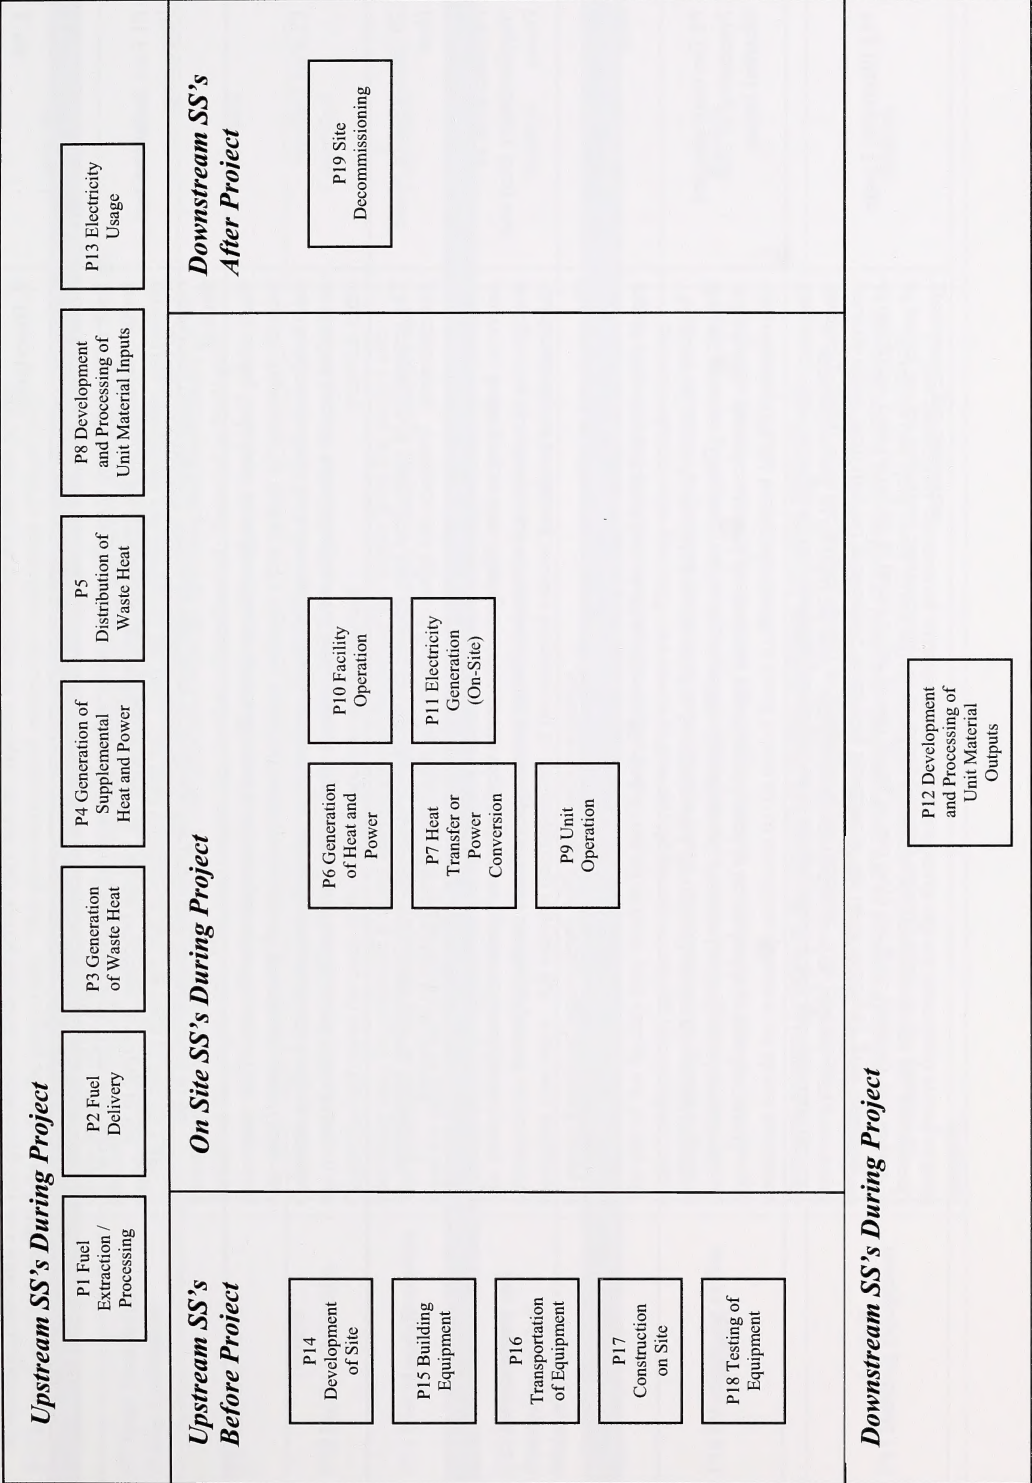 Upstream SS's During Project
P1 Fuel
Extraction /
Processing
P2 Fuel
Delivery
P3 Generation
of Waste Heat
P4 Generation of
Supplemental
Heat and Power
P5
Distribution of
Waste Heat
P8 Development
and Processing of
Unit Material Inputs
P13 Electricity
Usage
Upstream SS's
Before Project
P14
Development
of Site
P15 Building
Equipment
P16
Transportation
of Equipment
P17
Construction
on Site
P18 Testing of
Equipment
On Site SS's During Project
P6 Generation
of Heat and
Power
P10 Facility
Operation
P7 Heat
Transfer or
Power
Conversion
P11 Electricity
Generation
(On-Site)
P9 Unit
Operation
Downstream SS's
After Project
P19 Site
Decommissioning
Downstream SS's During Project
P12 Development
and Processing of
Unit Material
Outputs